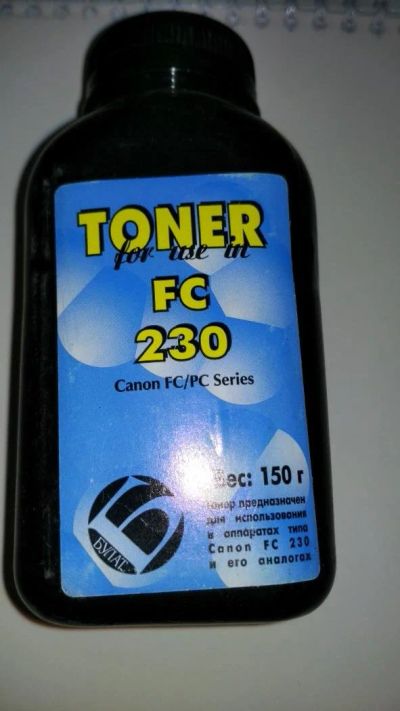 TONER
for use in
FC
230
Canon FC/PC Series
Вес: 150 г
тонер предназначен
для использования
в аппаратах типа
Canon FC 230
и его аналогах
Б
БУЛАТ